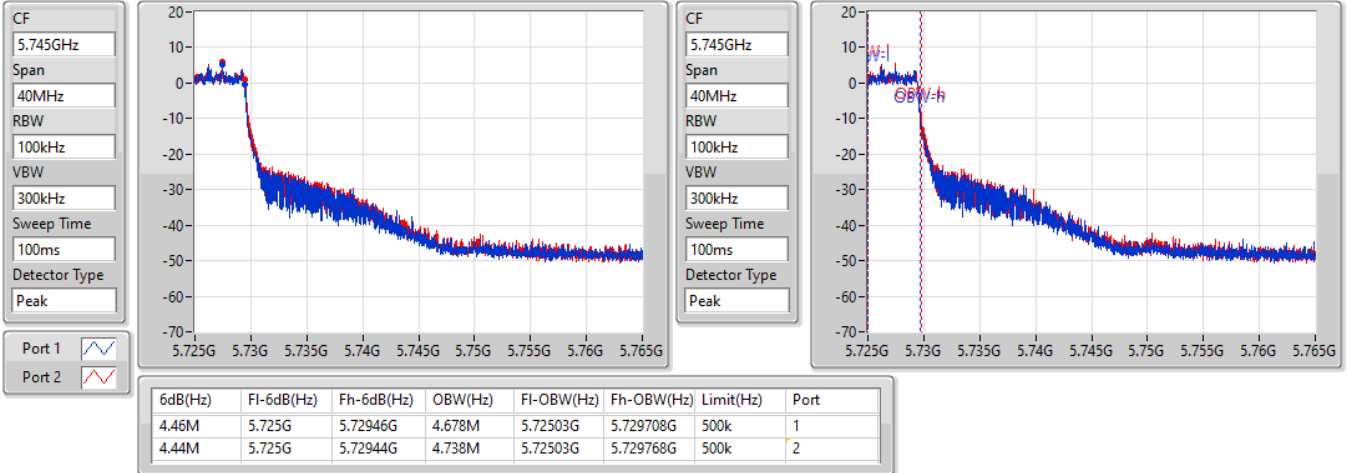 CF
5.745GHz
Span
40MHz
RBW
100kHz
VBW
300kHz
Sweep Time
100ms
Detector Type
Peak
Port 1
Port 2
20
10
0
-10
-20
-30
-40
-50
-60
-70
5.725G 5.73G 5.735G 5.74G 5.745G 5.75G 5.755G 5.76G 5.765G
CF
5.745GHz
Span
40MHz
RBW
100kHz
VBW
300kHz
Sweep Time
100ms
Detector Type
Peak
20
10
0
-10
-20
-30
-40
-50
-60
-70
W-l
OBW-h
5.725G 5.73G 5.735G 5.74G 5.745G 5.75G 5.755G 5.76G 5.765G
6dB(Hz) Fl-6dB(Hz) Fh-6dB(Hz) OBW(Hz) Fl-OBW(Hz) Fh-OBW(Hz) Limit(Hz) Port
4.46M 5.725G 5.72946G 4.678M 5.72503G 5.729708G 500k 1
4.44M 5.725G 5.72944G 4.738M 5.72503G 5.729768G 500k 2